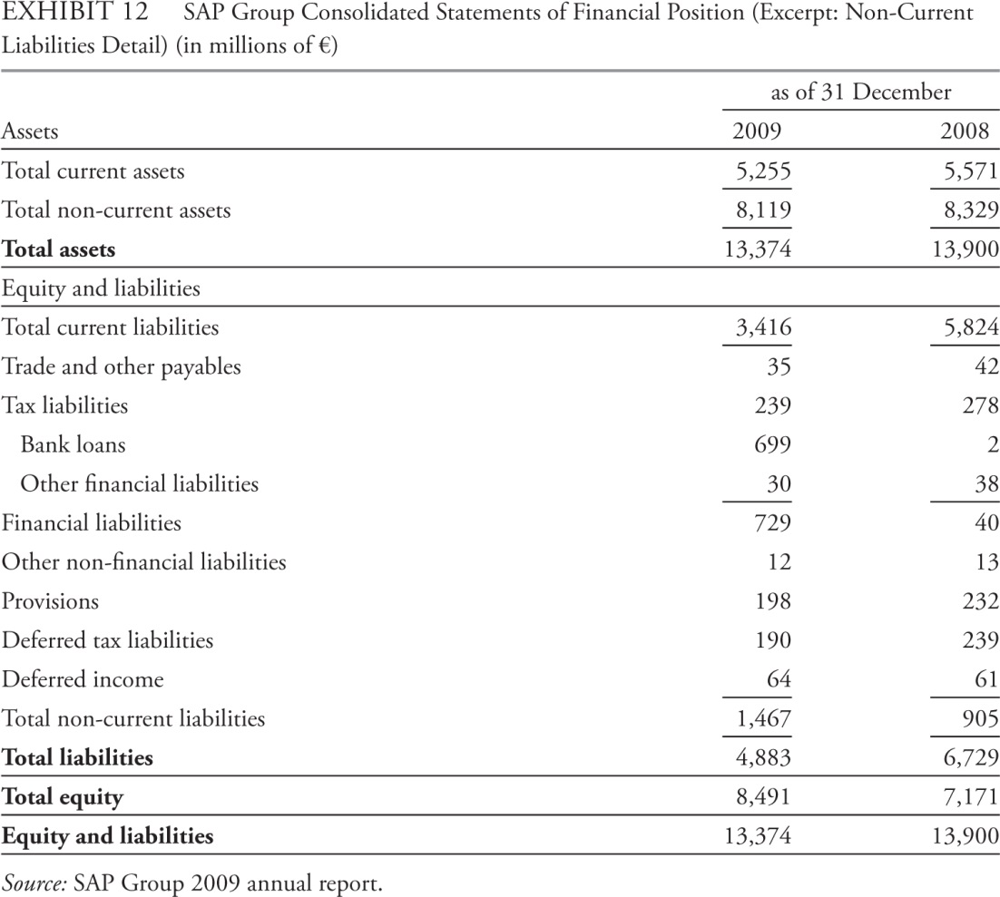 EXHIBIT 12 SAP Group Consolidated Statements of Financial Position (Excerpt: Non-Current
Liabilities Detail) (in millions of €)
as of 31 December
Assets 2009 2008
Total current assets 5,255 5,571
Total non-current assets 8,119 8,329
Total assets 13,374 13,900
Equity and liabilities
Total current liabilities 3,416 5,824
Trade and other payables 35 42
Tax liabilities 239 278
Bank loans 699 2
Other financial liabilities 30 38
Financial liabilities 729 40
Other non-financial liabilities 12 13
Provisions 198 232
Deferred tax liabilities 190 239
Deferred income 64 61
Total non-current liabilities 1,467 905
Total liabilities 4,883 6,729
Total equity 8,491 7,171
Equity and liabilities 13,374 13,900
Source: SAP Group 2009 annual report.